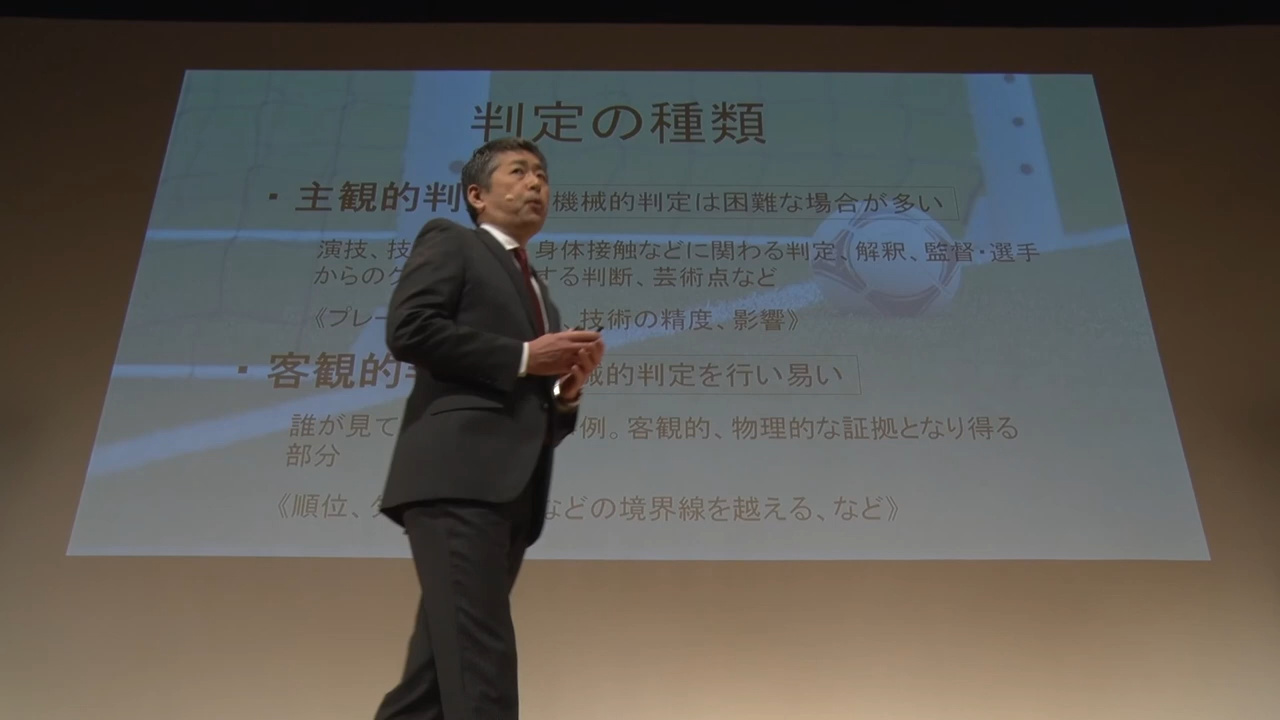 判定の種類
・主観的判 機械的判定は困難な場合が多い
演技、技 身体接触などに関わる判定、解釈、監督・選手
からの する判断、芸術点など
《プレー 、技術の精度、影響》
・客観的 械的判定を行い易い
誰が見て 例。客観的、物理的な証拠となり得る
部分
《順位、 などの境界線を越える、など》